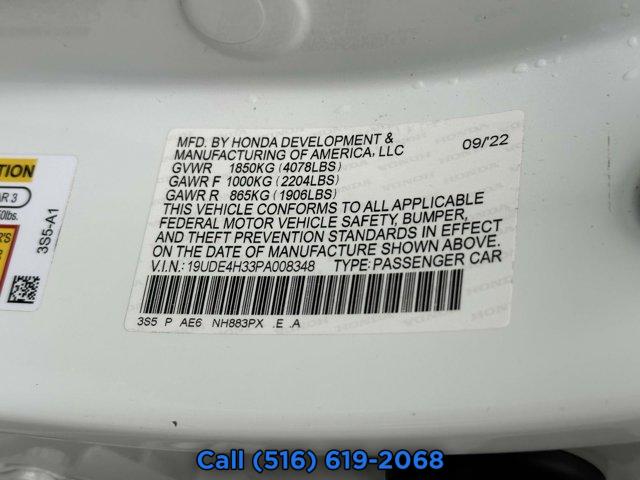 MFD. BY HONDA DEVELOPMENT &
MANUFACTURING OF AMERICA, LLC 09/'22
GVWR 1850KG (4078LBS)
GAWR F 1000KG (2204LBS)
GAWR R 865KG (1906LBS)
THIS VEHICLE CONFORMS TO ALL APPLICABLE
FEDERAL MOTOR VEHICLE SAFETY, BUMPER,
AND THEFT PREVENTION STANDARDS IN EFFECT
ON THE DATE OF MANUFACTURE SHOWN ABOVE.
V.I.N.: 19UDE4H33PA008348 TYPE: PASSENGER CAR
3S5 P AE6 NH883PX .E .A
3S5-A1
Call (516) 619-2068